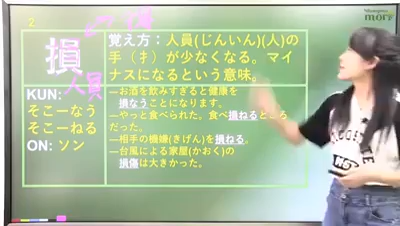 2
Nihongo no
mori
損
人員
覚え方：人員(じんいん)(人)の
手（扌）が少なくなる。マイ
ナスになるという意味。
KUN:
そこーなう
そこーねる
ON: ソン
―お酒を飲みすぎると健康を
損なうことになります。
―やっと食べられた。食べ損ねるところ
だった。
―相手の機嫌(きげん)を損ねる。
―台風による家屋(かおく)の
損傷は大きかった。